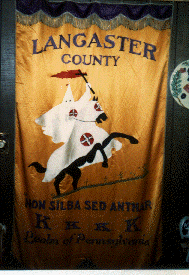 LANCASTER
COUNTY
NON SILBA SED ANTHAR
K K K K
Realm of Pennsylvania